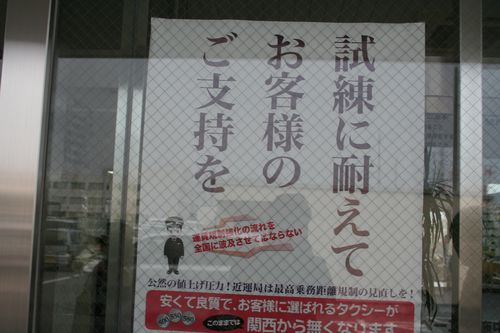 試練に耐えて
お客様の
ご支持を
運賃規制強化の流れを
全国に波及させてはならない
公然の値上げ圧力!近運局は最高乗務距離規制の見直しを!
安くて良質で、お客様に選ばれるタクシーが
このままでは
関西から無くなります